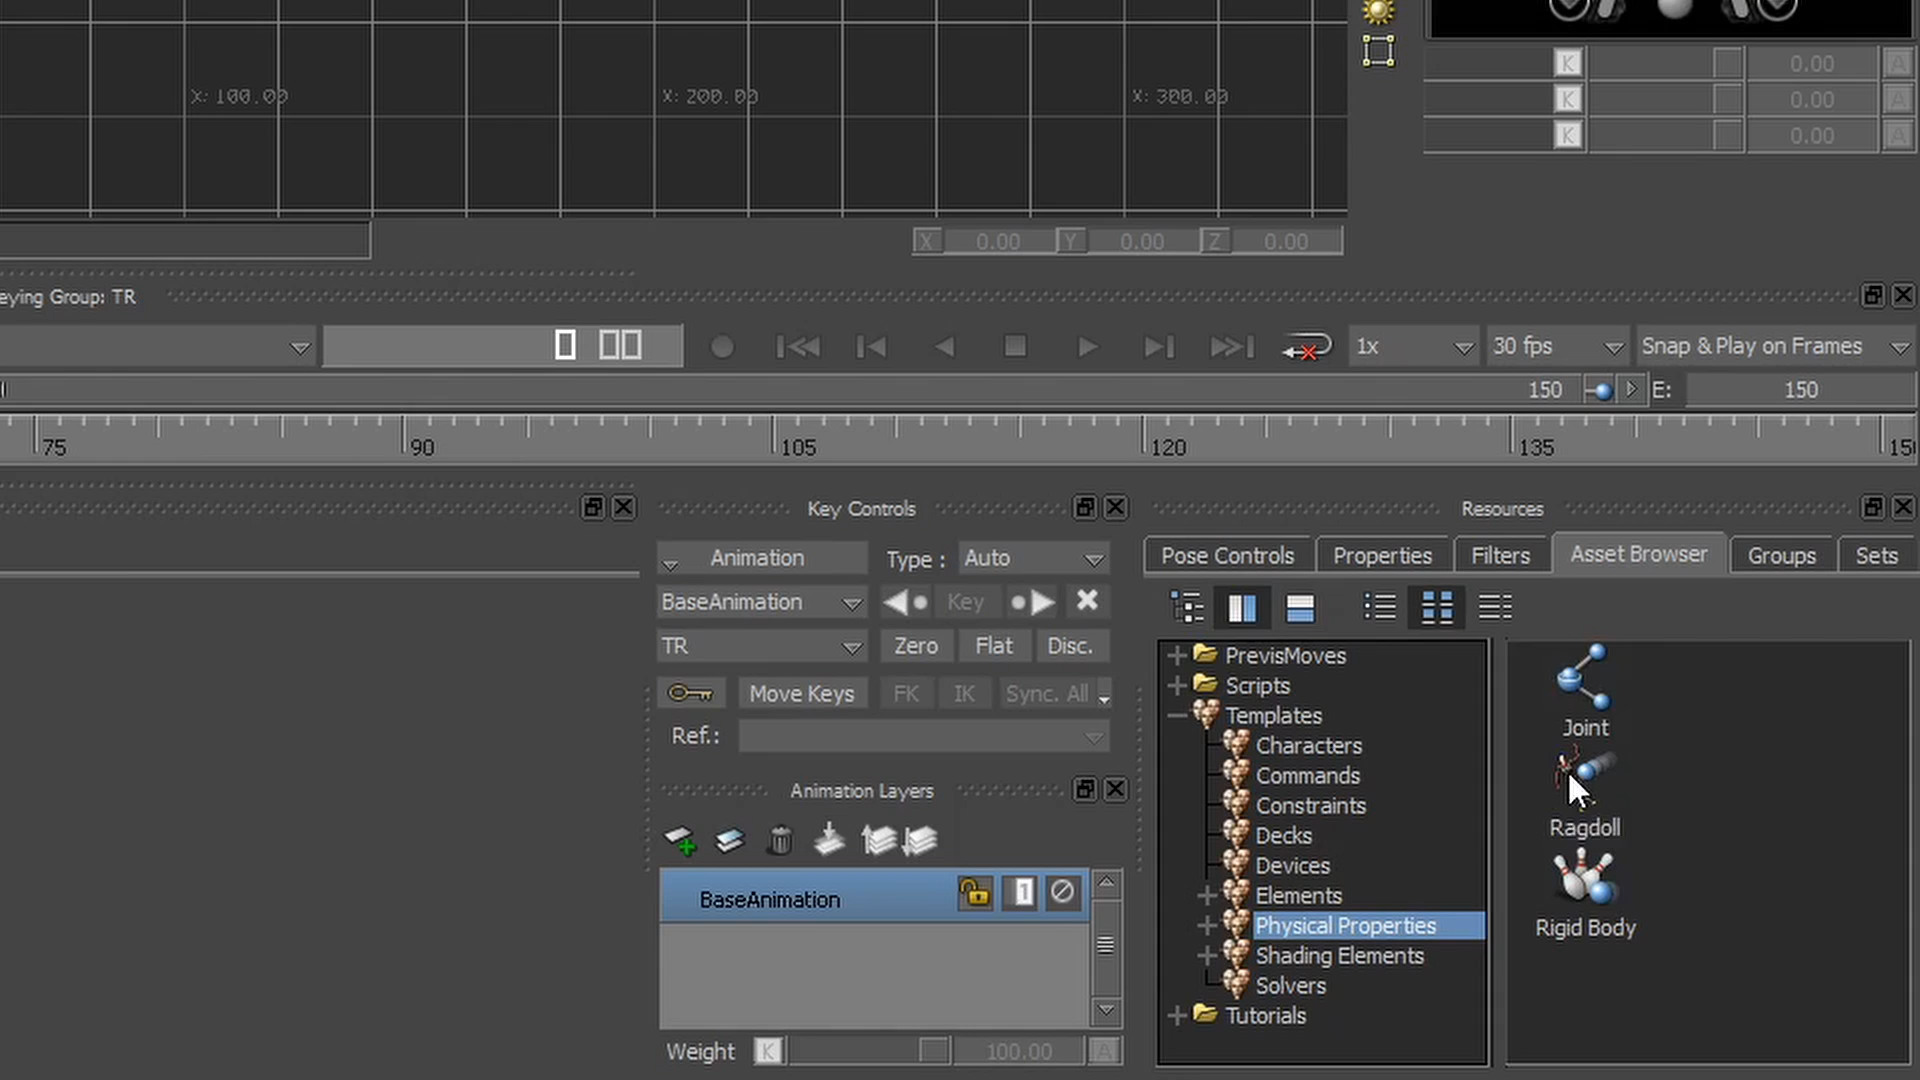 X: 100.00 X: 200.00 X: 300.00
K 0.00 A
K 0.00 A
K 0.00 A
X 0.00 Y 0.00 Z 0.00
eying Group: TR
1x 30 fps Snap & Play on Frames
150 E: 150
75 90 105 120 135 150
Key Controls
Animation Type : Auto
BaseAnimation Key
TR Zero Flat Disc.
Move Keys FK IK Sync. All
Ref.:
Animation Layers
BaseAnimation 1
Weight K 100.00 A
Resources
Pose Controls Properties Filters Asset Browser Groups Sets
PrevisMoves
Scripts
Templates
Characters
Commands
Constraints
Decks
Devices
Elements
Physical Properties
Shading Elements
Solvers
Tutorials
Joint
Ragdoll
Rigid Body